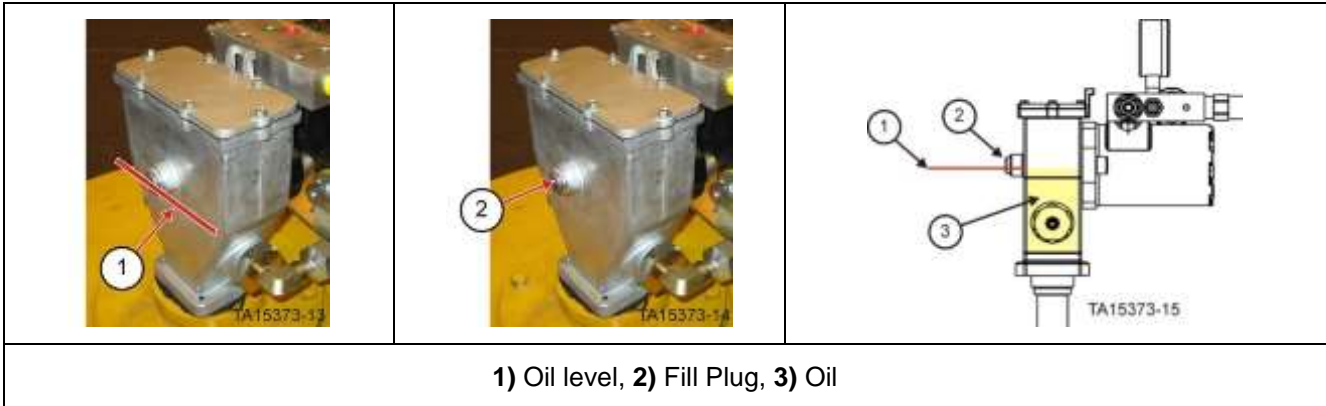 1
TA15373-13
2
TA15373-14
1
2
3
TA15373-15
1) Oil level, 2) Fill Plug, 3) Oil